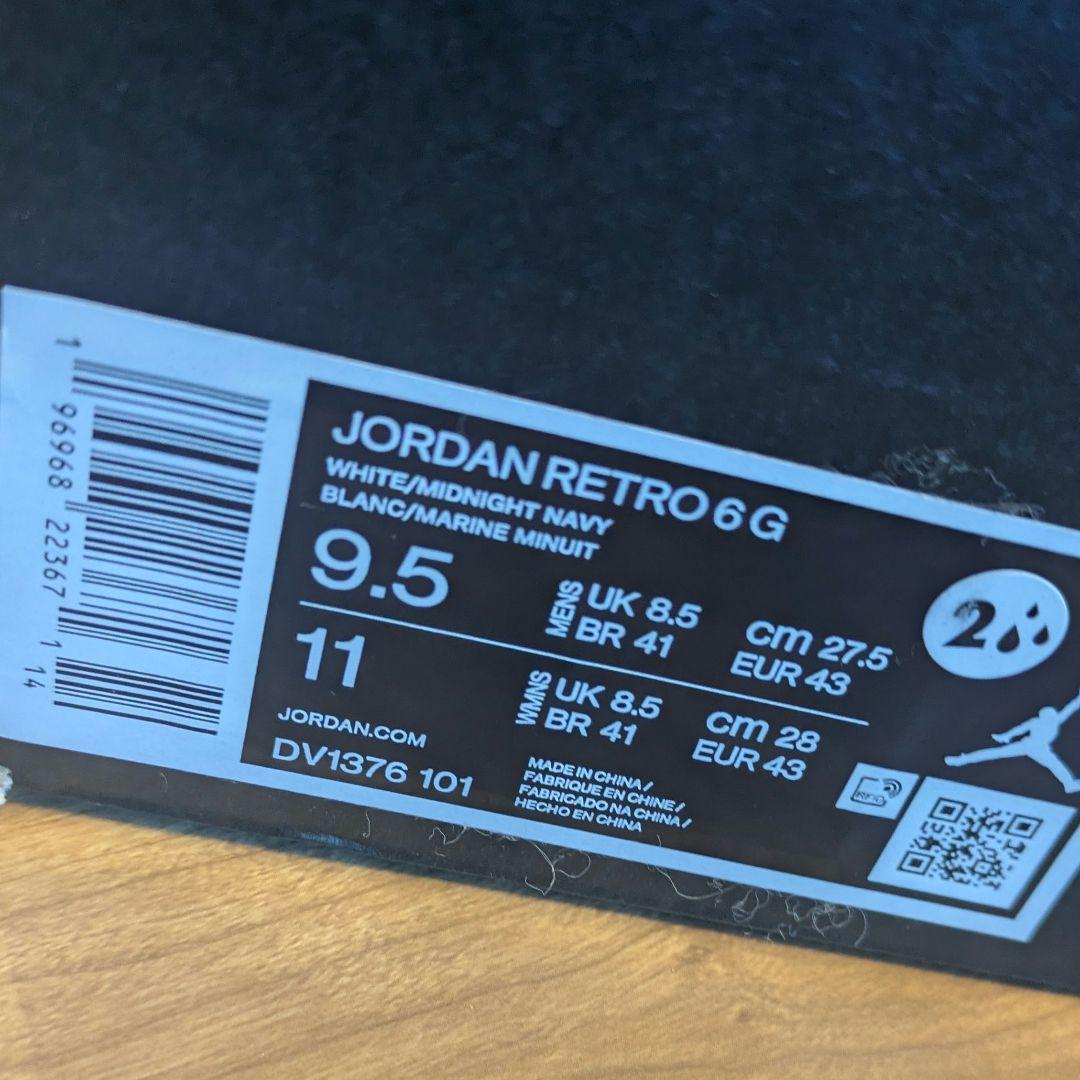 1 96968 22367 1 14
JORDAN RETRO 6 G
WHITE/MIDNIGHT NAVY
BLANC/MARINE MINUIT
9.5
MENS
UK 8.5
BR 41
cm 27.5
EUR 43
11
WMNS
UK 8.5
BR 41
cm 28
EUR 43
JORDAN.COM
DV1376 101
MADE IN CHINA/
FABRIQUE EN CHINE/
FABRICADO NA CHINA/
HECHO EN CHINA
2
RFID